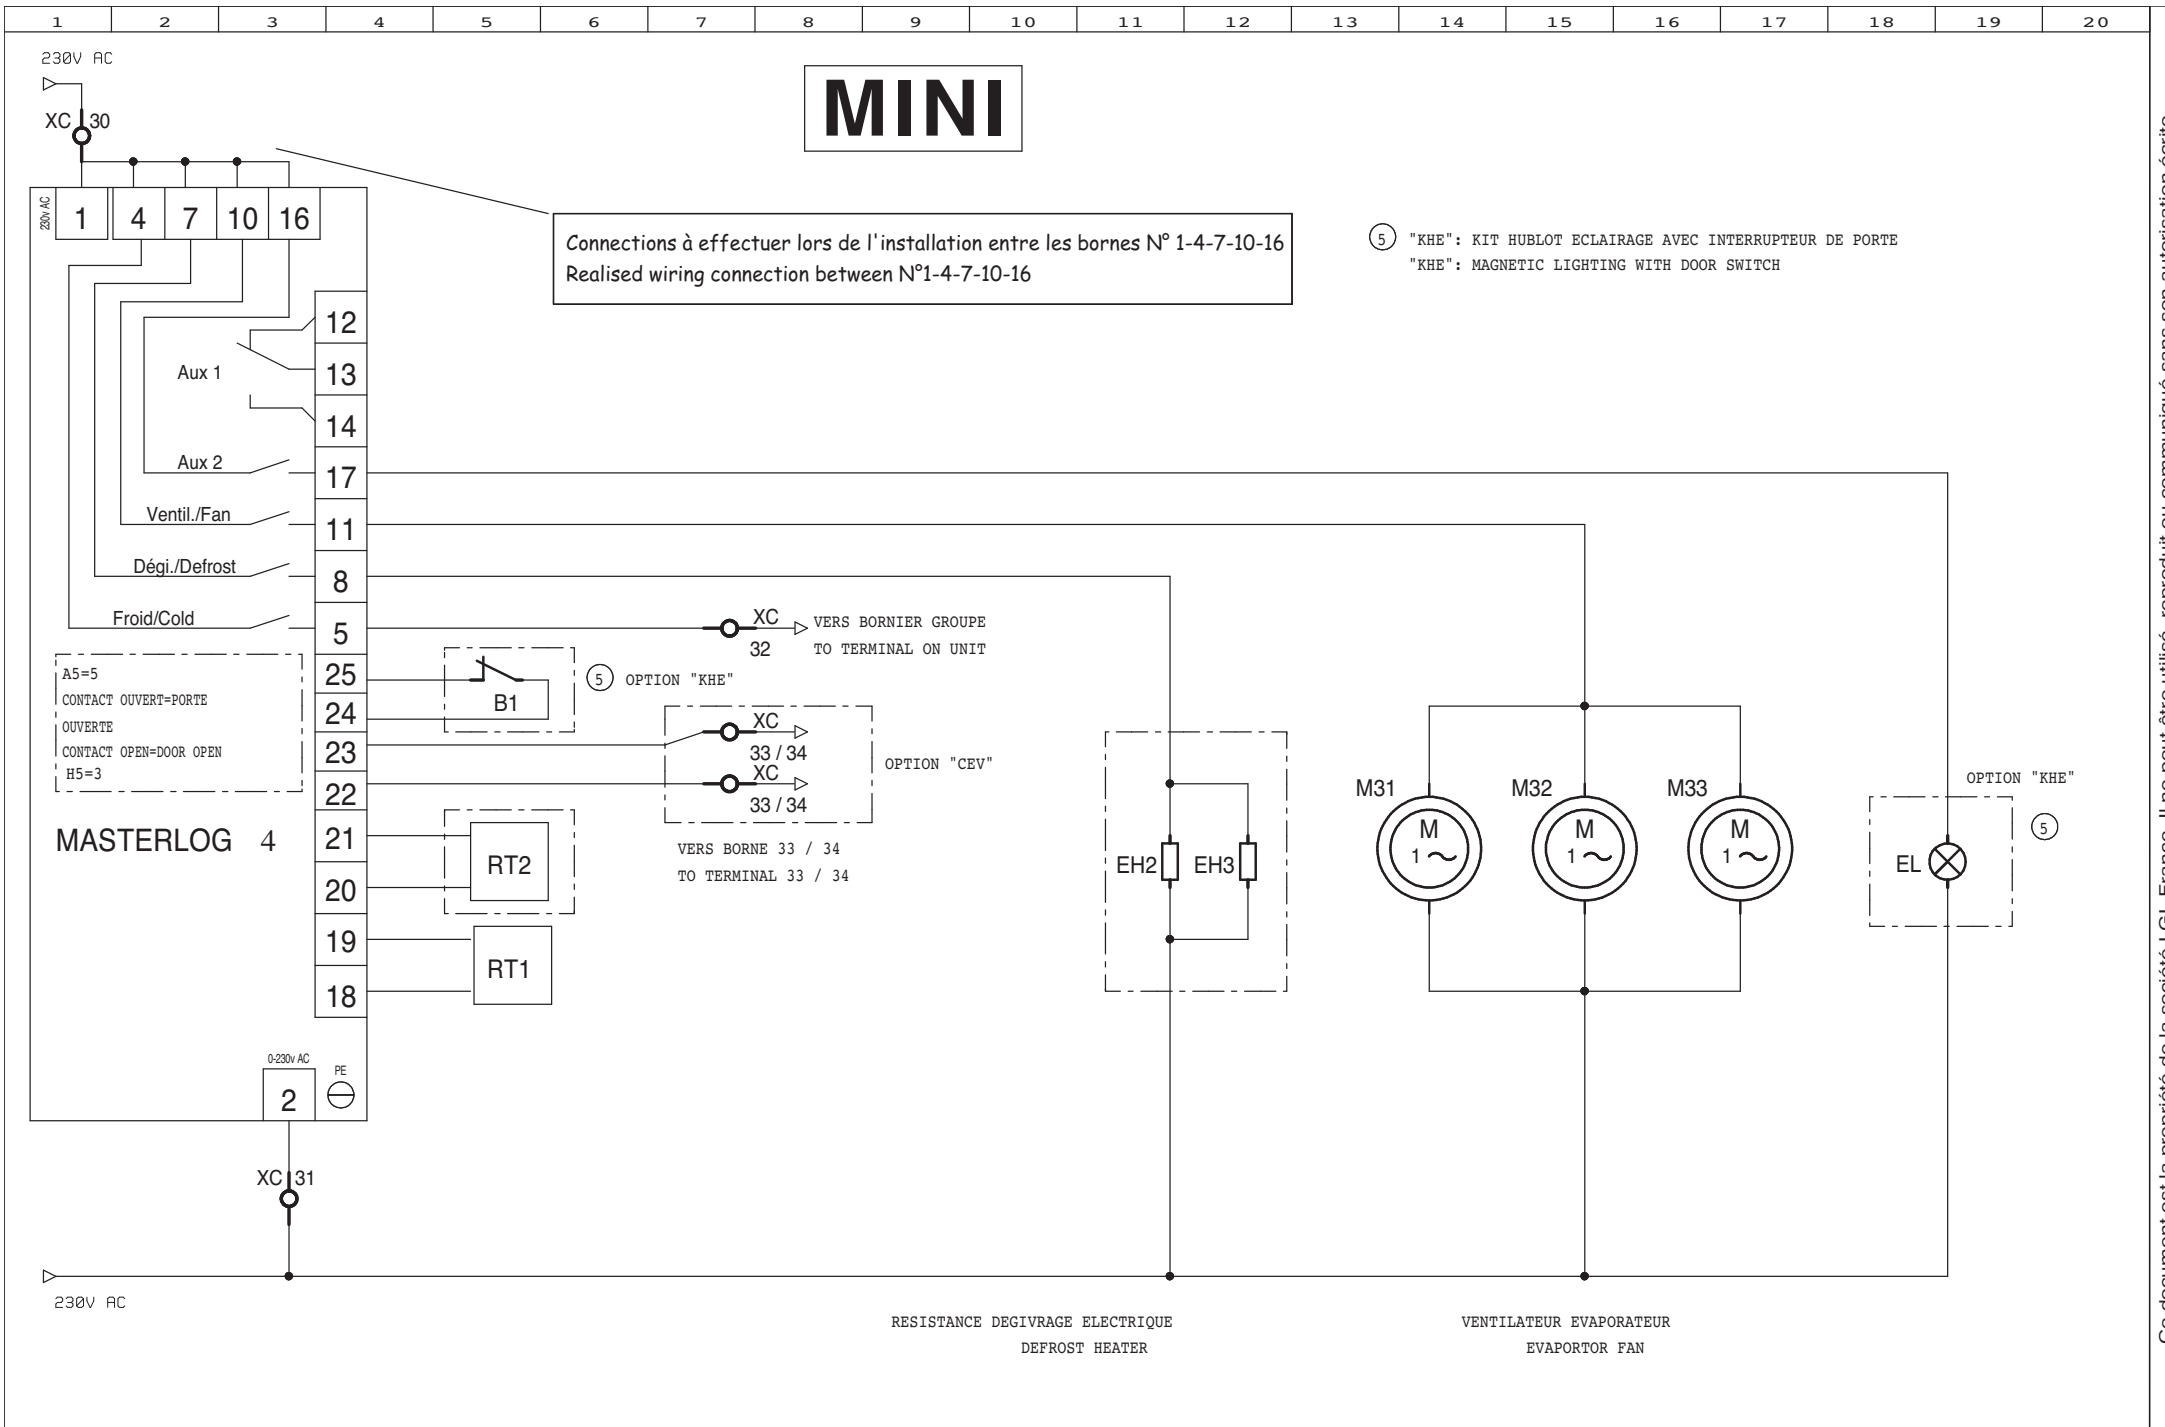 1 2 3 4 5 6 7 8 9 10 11 12 13 14 15 16 17 18 19 20
230V AC
XC 30
MINI
230v AC
1 4 7 10 16
Connections à effectuer lors de l'installation entre les bornes N° 1-4-7-10-16
Realised wiring connection between N°1-4-7-10-16
5 "KHE": KIT HUBLOT ECLAIRAGE AVEC INTERRUPTEUR DE PORTE
"KHE": MAGNETIC LIGHTING WITH DOOR SWITCH
12
Aux 1
13
14
Aux 2
17
Ventil./Fan
11
Dégi./Defrost
8
Froid/Cold
5
XC
32
VERS BORNIER GROUPE
TO TERMINAL ON UNIT
A5=5
CONTACT OUVERT=PORTE
OUVERTE
CONTACT OPEN=DOOR OPEN
H5=3
25
24
23
22
B1
5 OPTION "KHE"
XC
33 / 34
XC
33 / 34
OPTION "CEV"
VERS BORNE 33 / 34
TO TERMINAL 33 / 34
MASTERLOG 4
21
20
RT2
19
18
RT1
EH2
EH3
M31
M
1
M32
M
1
M33
M
1
OPTION "KHE"
5
EL
0-230v AC
2
PE
XC 31
230V AC
RESISTANCE DEGIVRAGE ELECTRIQUE
DEFROST HEATER
VENTILATEUR EVAPORATEUR
EVAPORTOR FAN